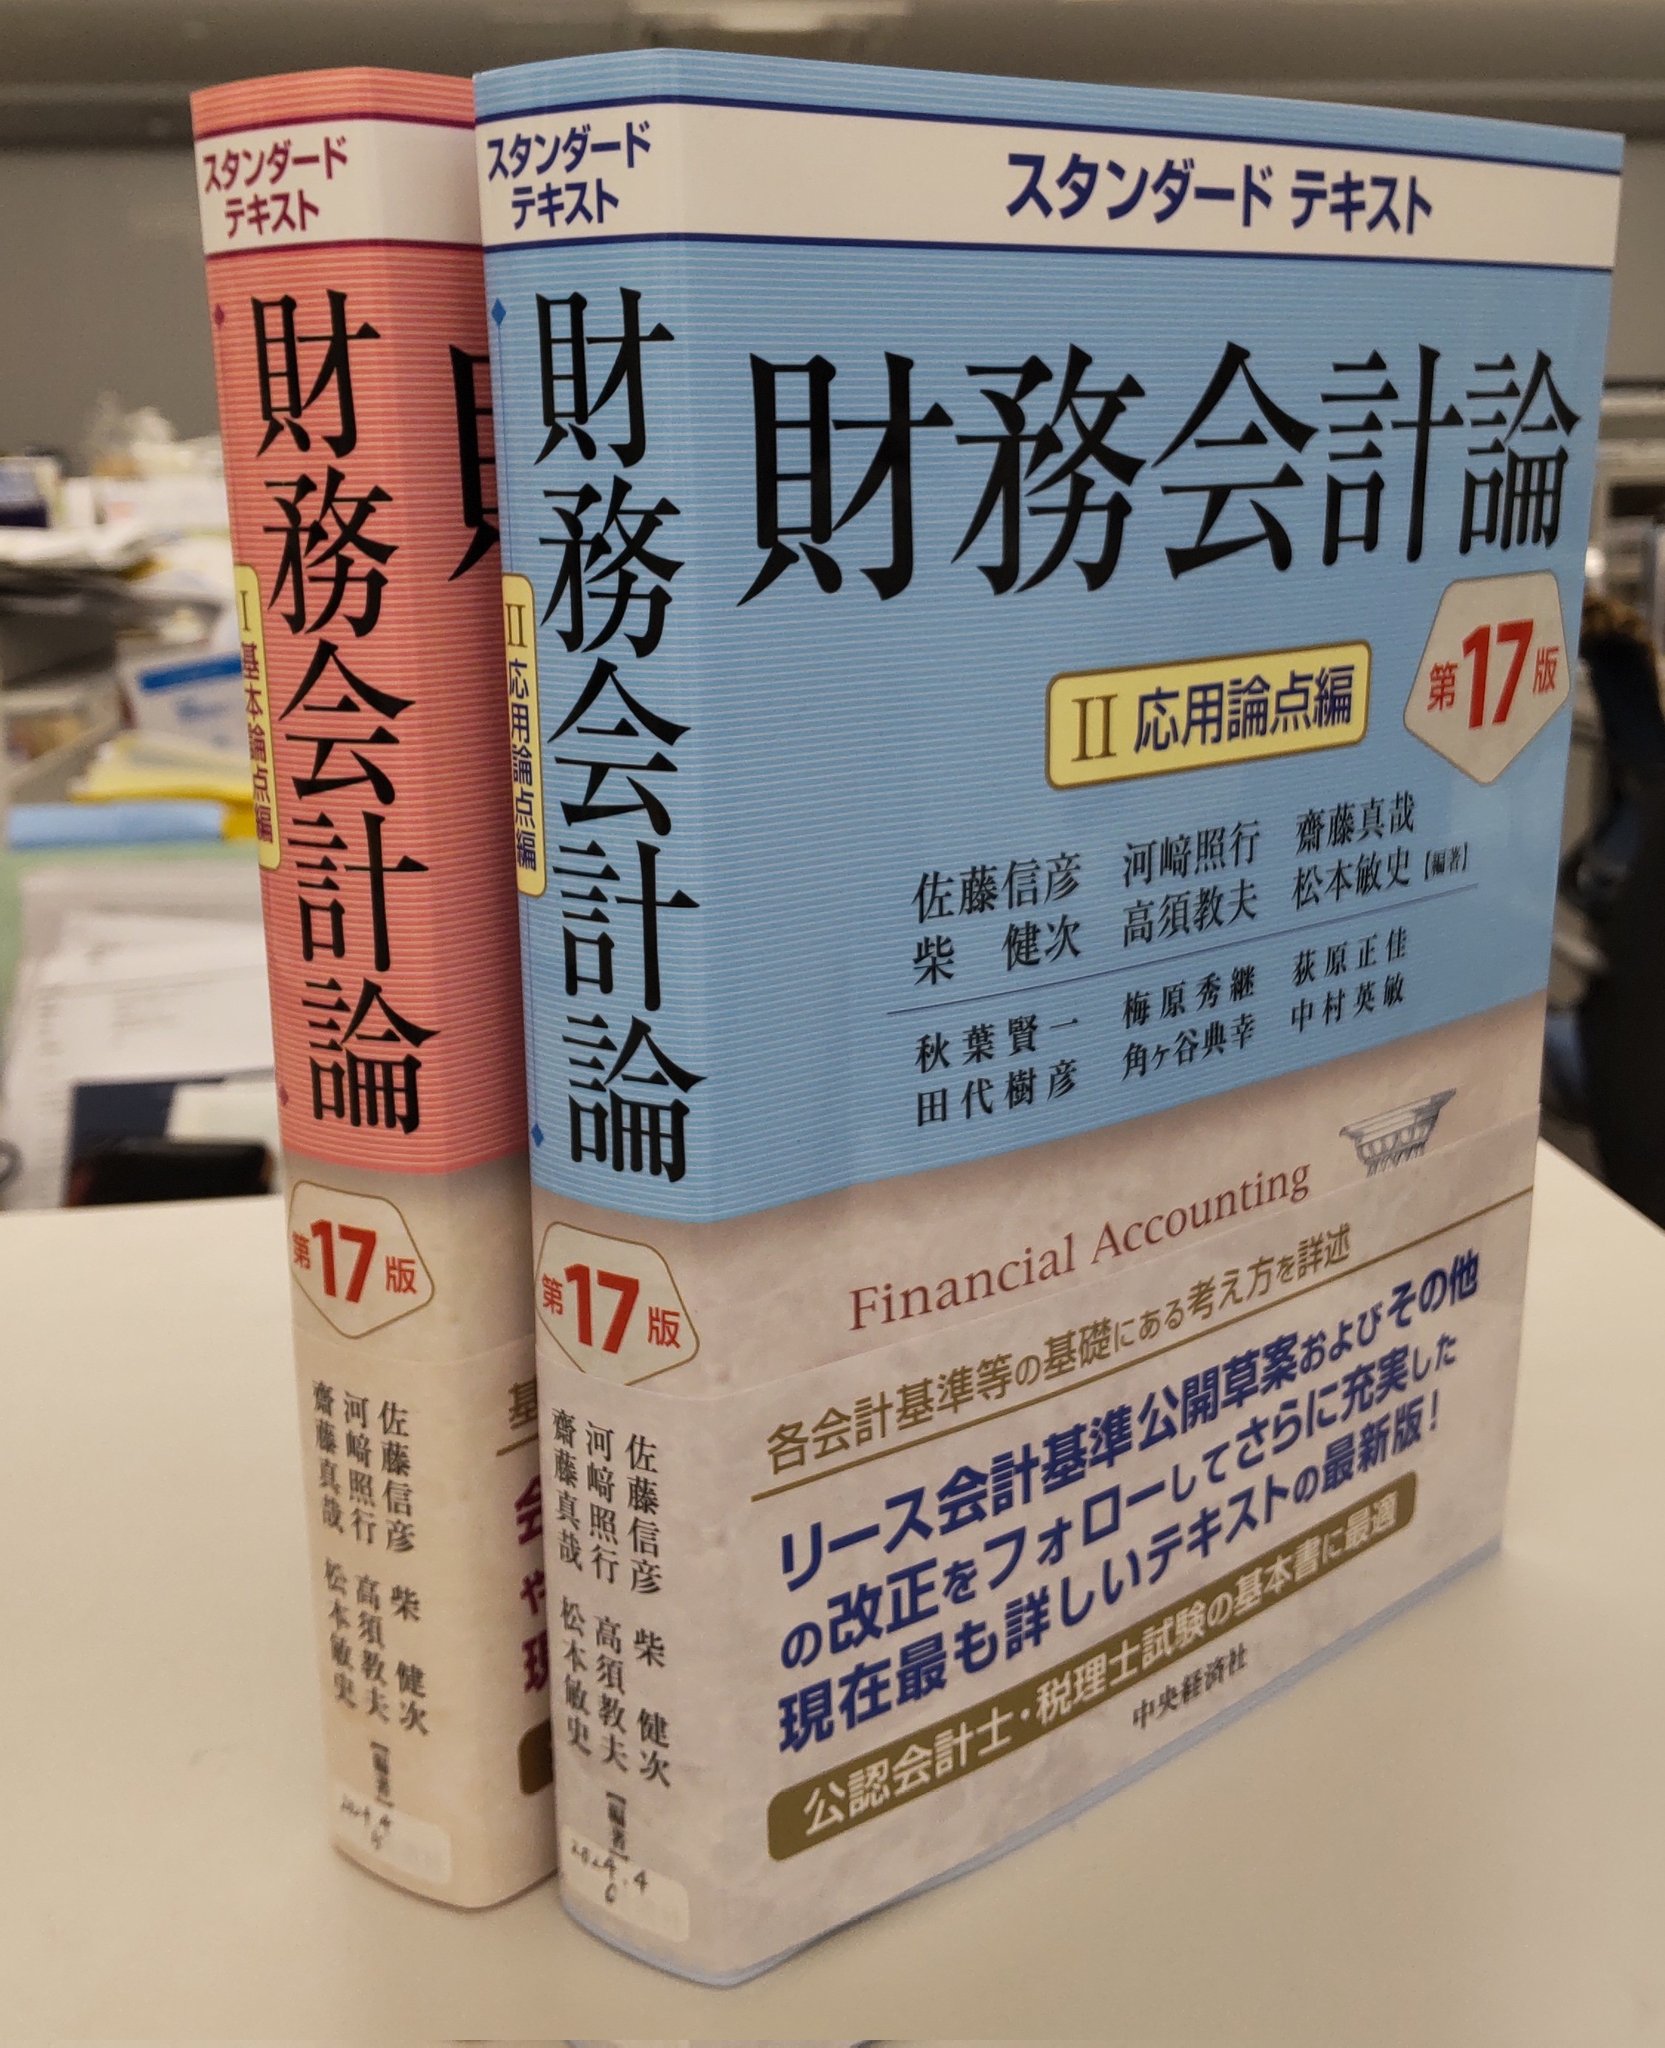 スタンダード
テキスト
財務会計論
I 基本論点編
第17版
佐藤信彦 柴 健次
河﨑照行 高須教夫
齋藤真哉 松本敏史
【編著】
スタンダード
テキスト
財務会計論
II 応用論点編
第17版
佐藤信彦 柴 健次
河﨑照行 高須教夫
齋藤真哉 松本敏史
【編著】
2024.4
スタンダード テキスト
財務会計論
II 応用論点編
第17版
佐藤信彦 河﨑照行 齋藤真哉
柴 健次 高須教夫 松本敏史【編著】
秋葉賢一 梅原秀継 荻原正佳
田代樹彦 角ヶ谷典幸 中村英敏
Financial Accounting
各会計基準等の基礎にある考え方を詳述
リース会計基準公開草案およびその他
の改正をフォローしてさらに充実した
現在最も詳しいテキストの最新版!
公認会計士・税理士試験の基本書に最適
中央経済社